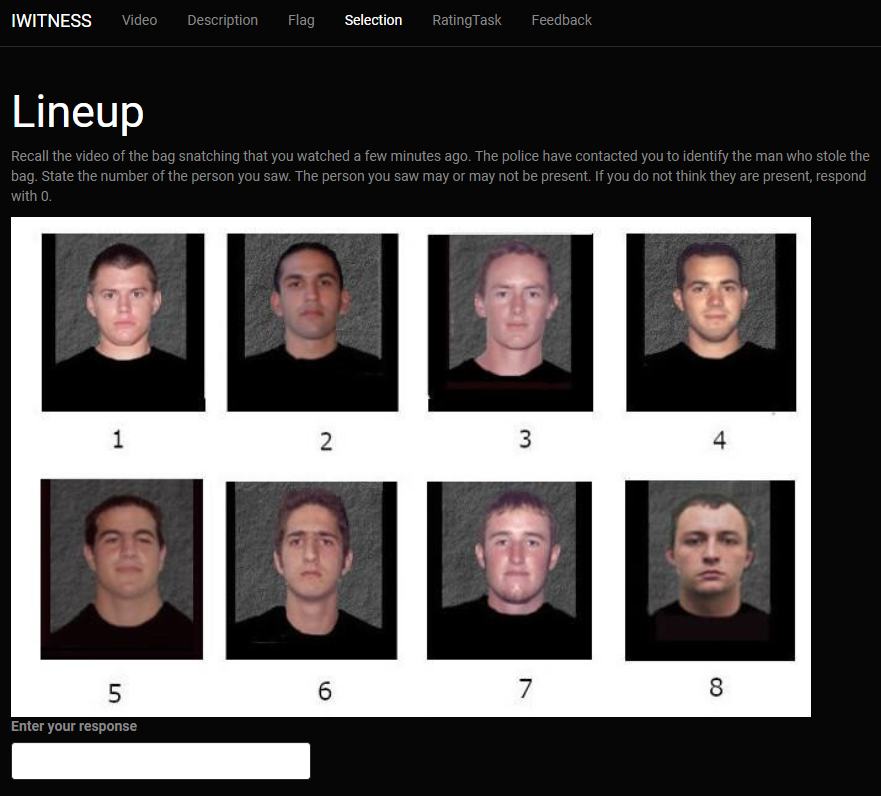 IWITNESS Video Description Flag Selection RatingTask Feedback
Lineup
Recall the video of the bag snatching that you watched a few minutes ago. The police have contacted you to identify the man who stole the
bag. State the number of the person you saw. The person you saw may or may not be present. If you do not think they are present, respond
with 0.
1 2 3 4
5 6 7 8
Enter your response